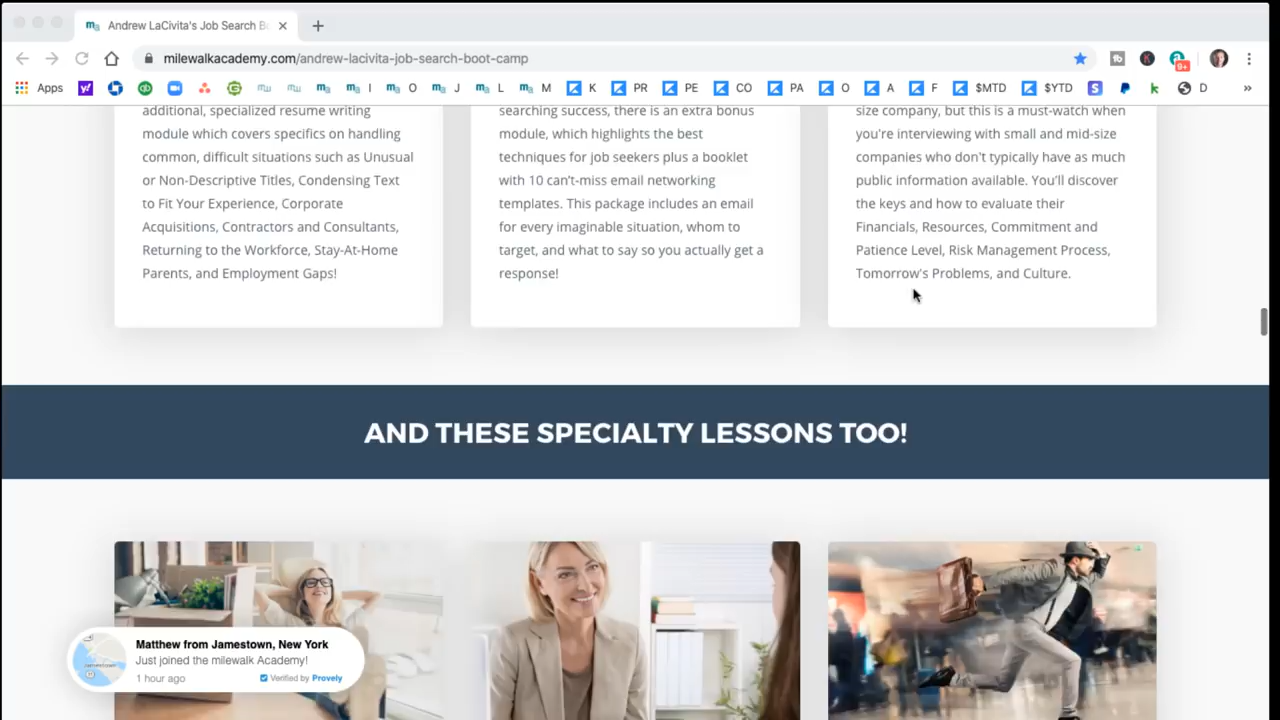 Andrew LaCivita's Job Search B
milewalkacademy.com/andrew-lacivita-job-search-boot-camp
9+
Apps
I
O
J
L
M
K
PR
PE
CO
PA
O
A
F
$MTD
$YTD
D
additional, specialized resume writing
module which covers specifics on handling
common, difficult situations such as Unusual
or Non-Descriptive Titles, Condensing Text
to Fit Your Experience, Corporate
Acquisitions, Contractors and Consultants,
Returning to the Workforce, Stay-At-Home
Parents, and Employment Gaps!
searching success, there is an extra bonus
module, which highlights the best
techniques for job seekers plus a booklet
with 10 can't-miss email networking
templates. This package includes an email
for every imaginable situation, whom to
target, and what to say so you actually get a
response!
size company, but this is a must-watch when
you're interviewing with small and mid-size
companies who don't typically have as much
public information available. You'll discover
the keys and how to evaluate their
Financials, Resources, Commitment and
Patience Level, Risk Management Process,
Tomorrow's Problems, and Culture.
AND THESE SPECIALTY LESSONS TOO!
Matthew from Jamestown, New York
Just joined the milewalk Academy!
1 hour ago
Verified by Provely